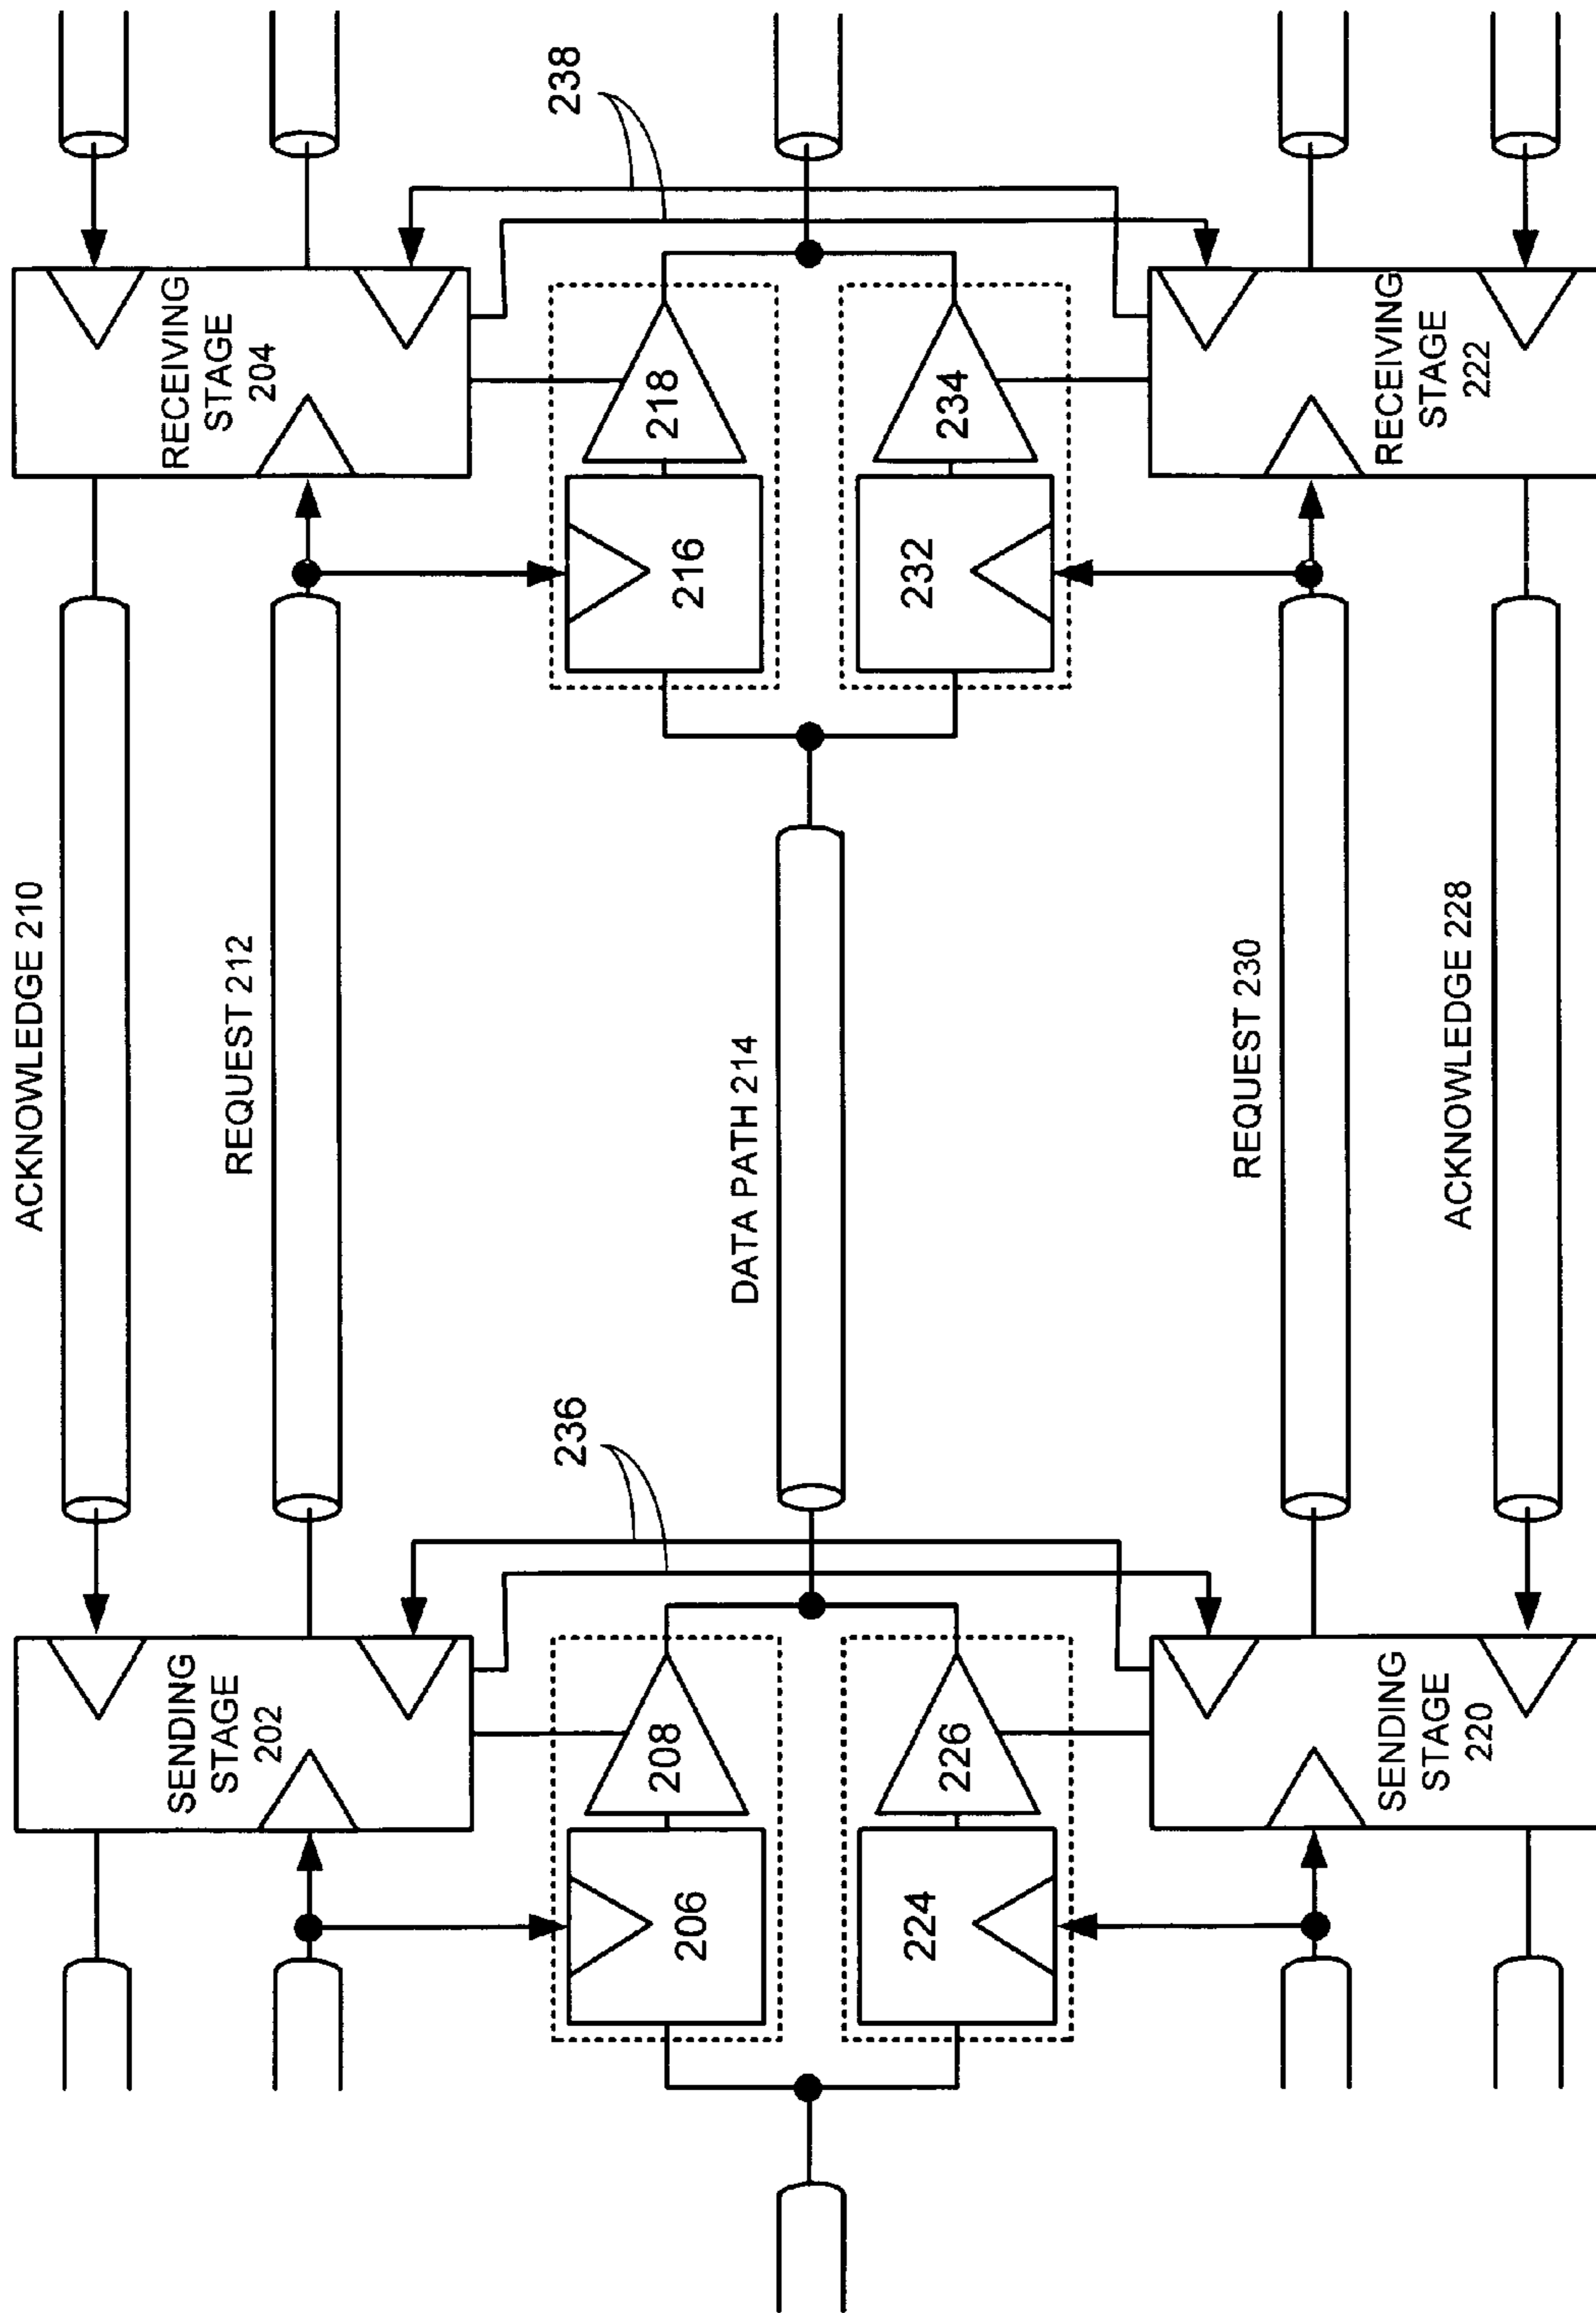 ACKNOWLEDGE 210
REQUEST 212
SENDING
STAGE
202
RECEIVING
STAGE
204
236
238
206
208
216
218
DATA PATH 214
224
226
232
234
REQUEST 230
SENDING
STAGE
220
RECEIVING
STAGE
222
ACKNOWLEDGE 228